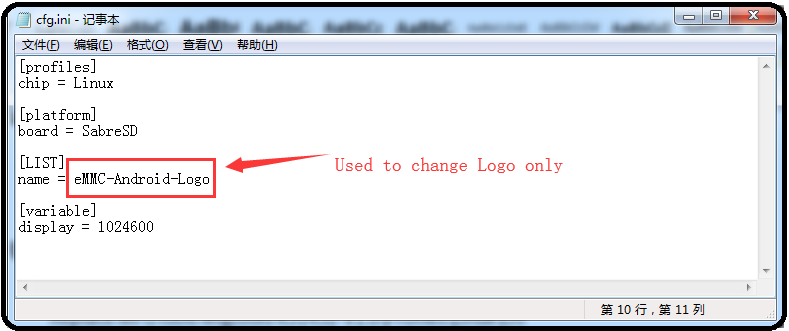 cfg.ini - 记事本
文件(F) 编辑(E) 格式(O) 查看(V) 帮助(H)
[profiles]
chip = Linux
[platform]
board = SabreSD
[LIST]
name = eMMC-Android-Logo
Used to change Logo only
[variable]
display = 1024600
第 10 行，第 11 列